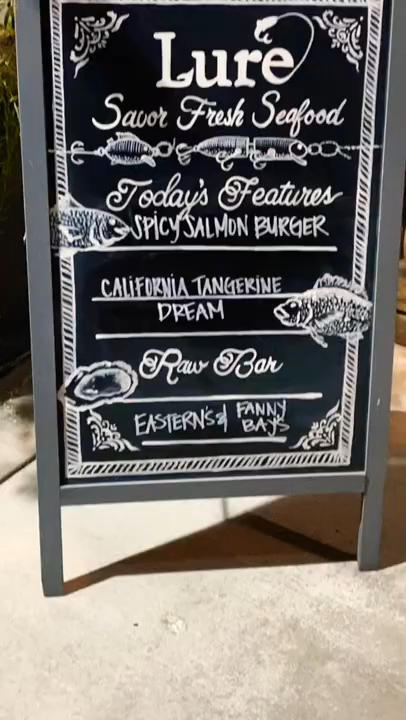 Lure
Savor Fresh Seafood
Today's Features
SPICY SALMON BURGER
CALIFORNIA TANGERINE
DREAM
Raw Bar
EASTERN'S & FANNY
BAYS